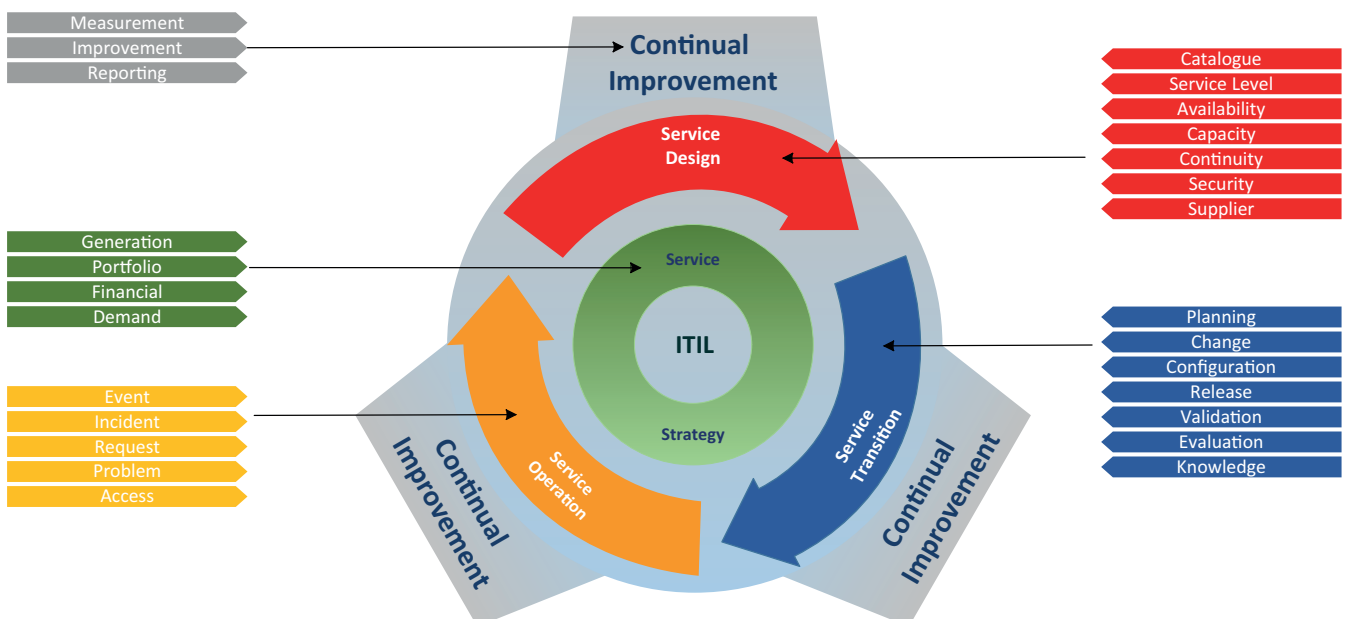 Measurement
Improvement
Reporting
Continual
Improvement
Catalogue
Service Level
Availability
Capacity
Continuity
Security
Supplier
Service
Design
Generation
Portfolio
Financial
Demand
Service
ITIL
Strategy
Planning
Change
Configuration
Release
Validation
Evaluation
Knowledge
Event
Incident
Request
Problem
Access
Service
Operation
Service
Transition
Continual
Improvement
Continual
Improvement